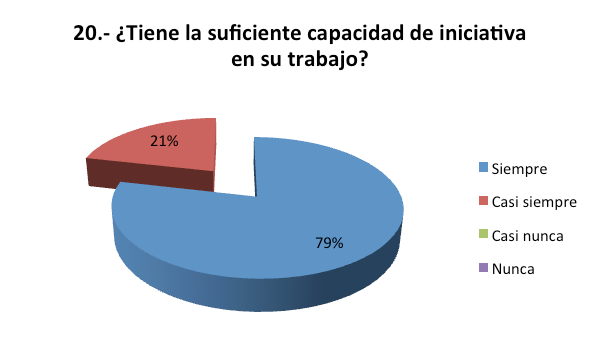 20.- ¿Tiene la suficiente capacidad de iniciativa
en su trabajo?
21%
79%
Siempre
Casi siempre
Casi nunca
Nunca